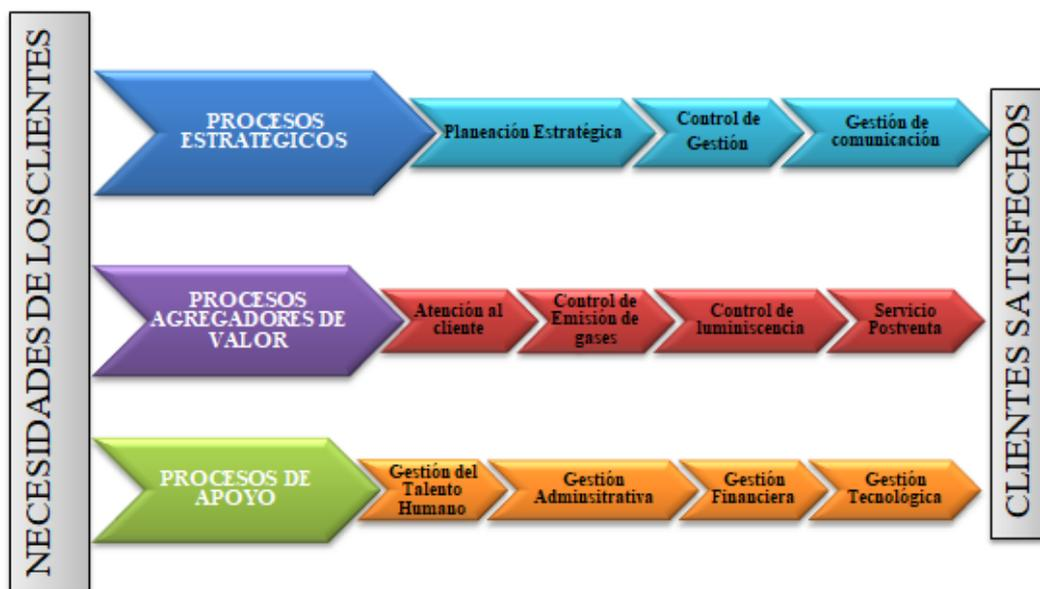 NECESIDADES DE LOSCLIENTES
PROCESOS
ESTRATÉGICOS
Planeación Estratégica
Control de
Gestión
Gestión de
comunicación
PROCESOS
AGREGADORES DE
VALOR
Atención al
cliente
Control de
Emisión de
gases
Control de
luminiscencia
Servicio
Postventa
PROCESOS DE
APOYO
Gestión del
Talento
Humano
Gestión
Adminsitrativa
Gestión
Financiera
Gestión
Tecnológica
CLIENTES SATISFECHOS